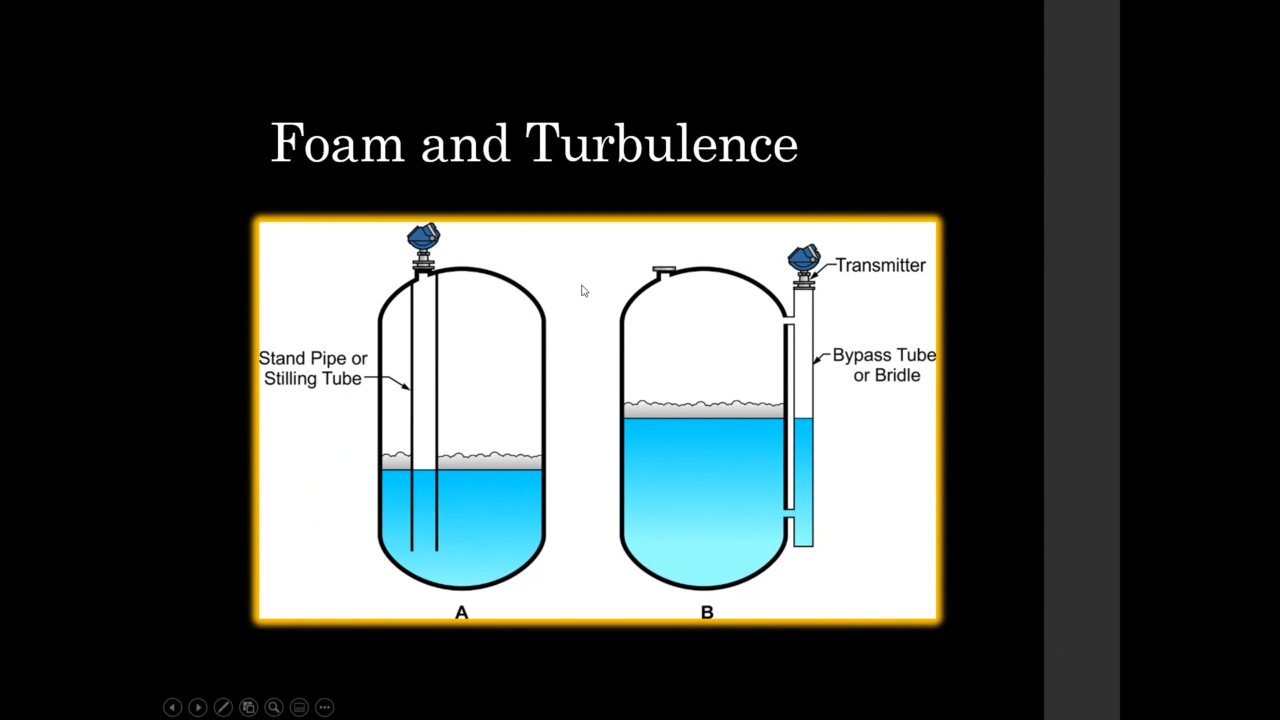 Foam and Turbulence
Transmitter
Stand Pipe or
Stilling Tube
Bypass Tube
or Bridle
A
B